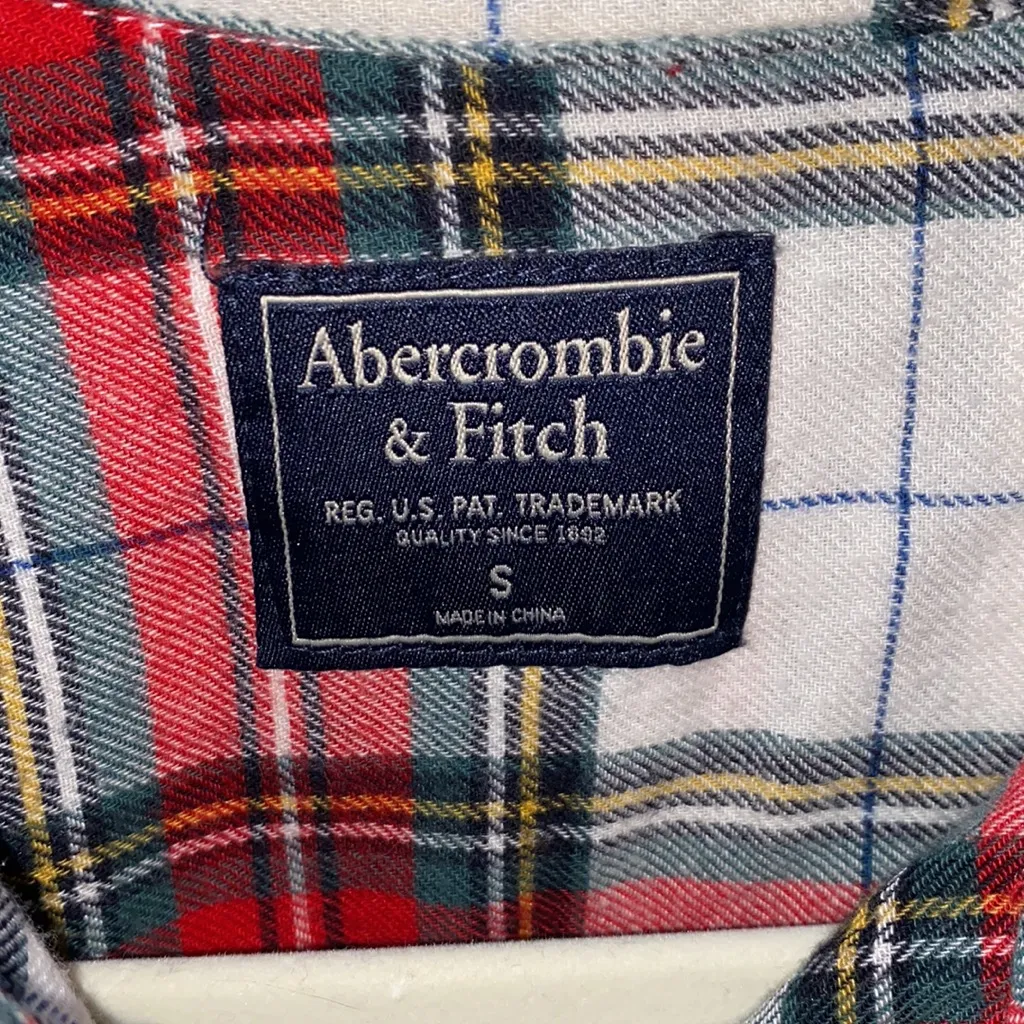 Abercrombie
& Fitch
REG. U.S. PAT. TRADEMARK
QUALITY SINCE 1892
S
MADE IN CHINA